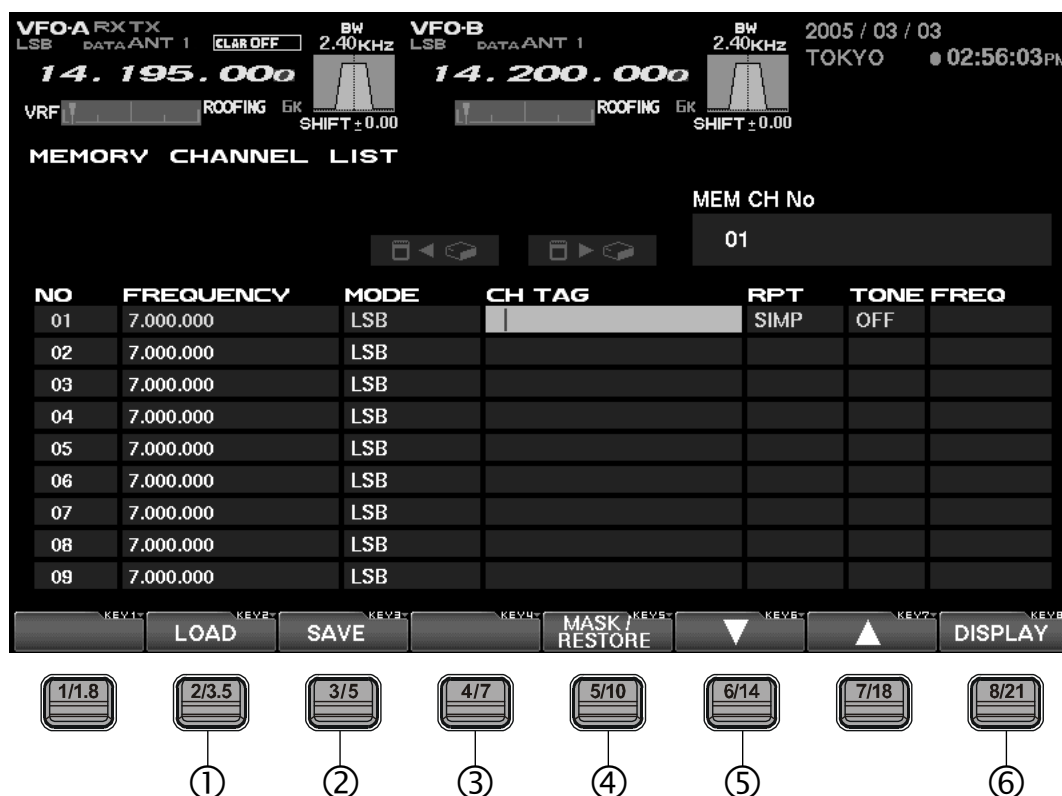 VFO-A RX TX BW VFO-B BW 2005 / 03 / 03
LSB DATA ANT 1 CLAR OFF 2.40KHz LSB DATA ANT 1 2.40KHz TOKYO 02:56:03PM
14. 195. 000 14. 200. 000
VRF ROOFING 6K ROOFING 6K
SHIFT ± 0.00 SHIFT ± 0.00
MEMORY CHANNEL LIST
MEM CH No
01
NO FREQUENCY MODE CH TAG RPT TONE FREQ
01 7.000.000 LSB SIMP OFF
02 7.000.000 LSB
03 7.000.000 LSB
04 7.000.000 LSB
05 7.000.000 LSB
06 7.000.000 LSB
07 7.000.000 LSB
08 7.000.000 LSB
09 7.000.000 LSB
KEY1 KEY2 KEY3 KEY4 KEY5 KEY6 KEY7 KEY8
LOAD SAVE MASK / RESTORE ▼ ▲ DISPLAY
1/1.8 2/3.5 3/5 4/7 5/10 6/14 7/18 8/21
① ② ③ ④ ⑤ ⑥